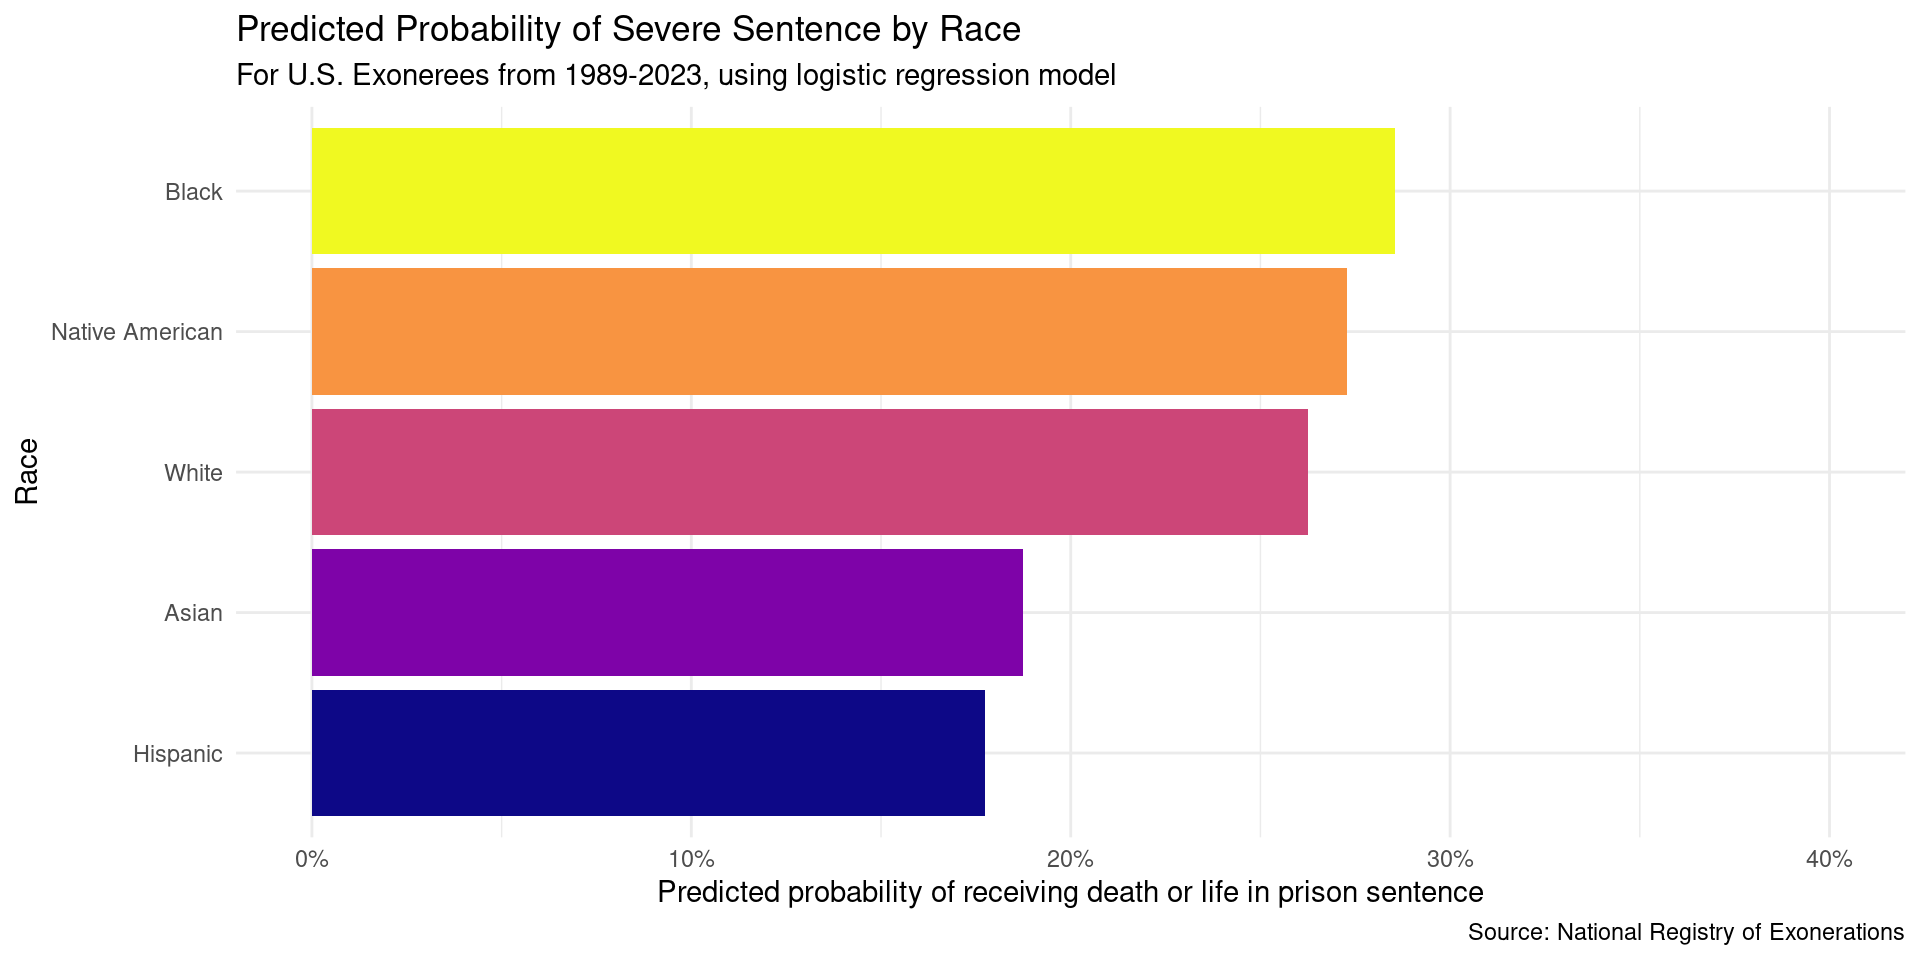 Predicted Probability of Severe Sentence by Race
For U.S. Exonerees from 1989-2023, using logistic regression model
Race
Black
Native American
White
Asian
Hispanic
0% 10% 20% 30% 40%
Predicted probability of receiving death or life in prison sentence
Source: National Registry of Exonerations